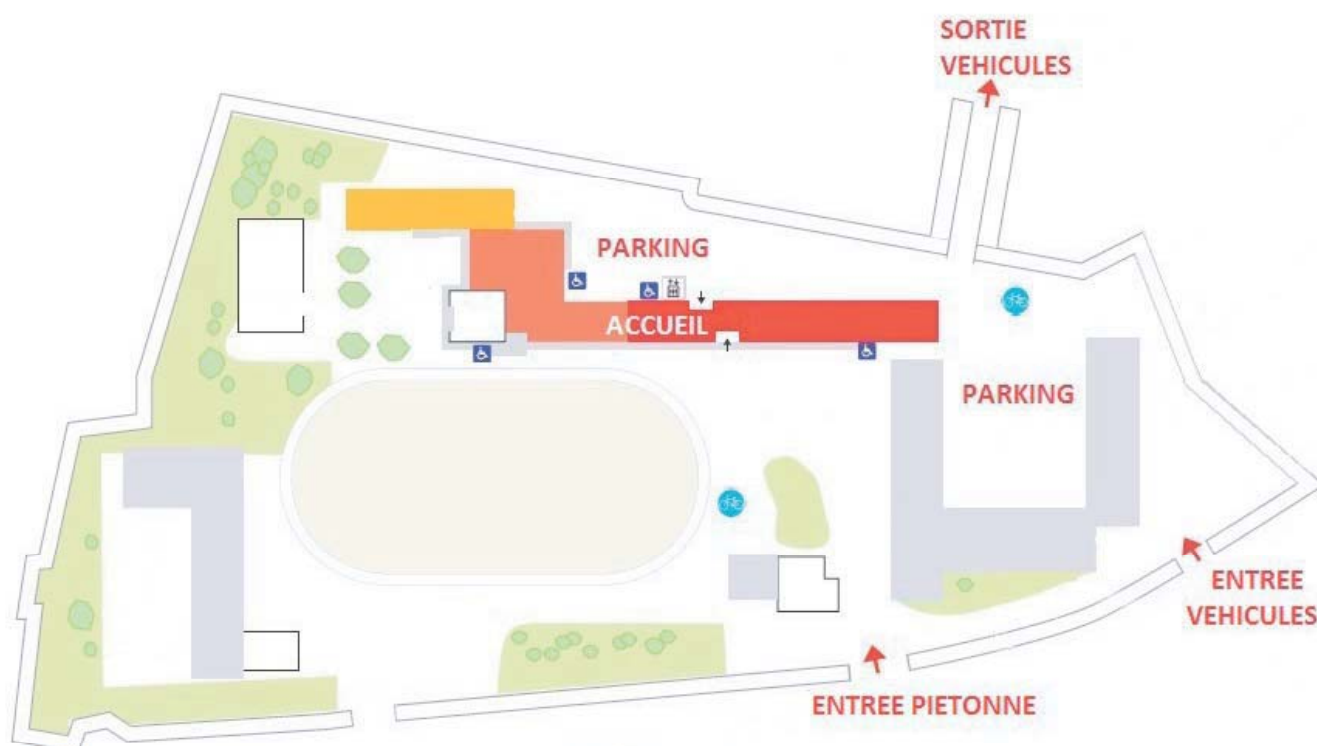 SORTIE
VEHICULES
PARKING
ACCUEIL
PARKING
ENTREE
VEHICULES
ENTREE PIETONNE